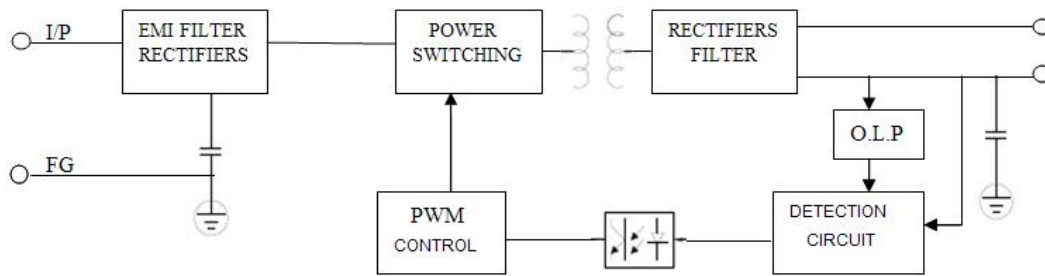 I/P
EMI FILTER
RECTIFIERS
POWER
SWITCHING
RECTIFIERS
FILTER
O.L.P
FG
PWM
CONTROL
DETECTION
CIRCUIT